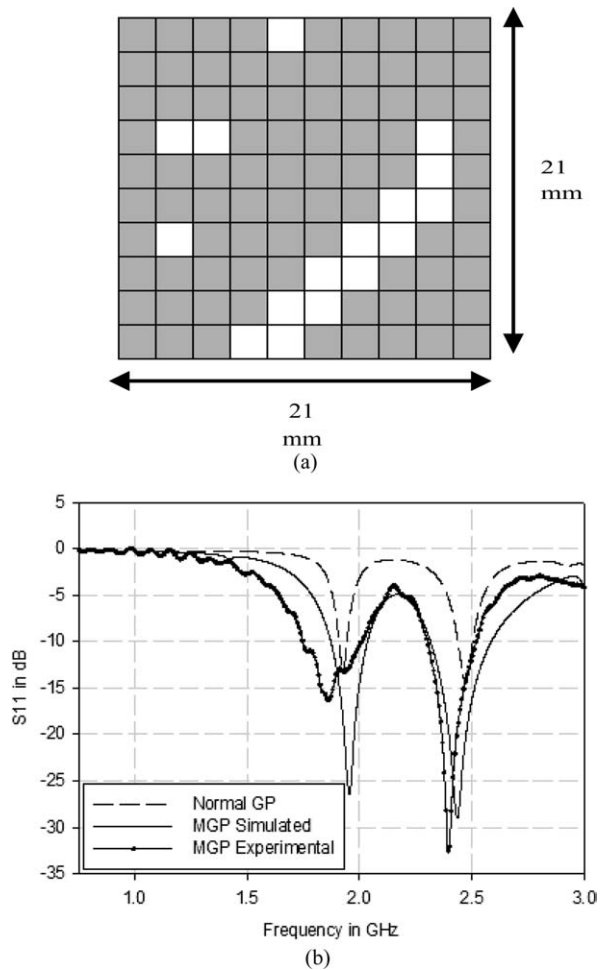 21
mm
21
mm
(a)
5
0
-5
-10
-15
-20
-25
-30
-35
S11 in dB
Normal GP
MGP Simulated
MGP Experimental
1.0
1.5
2.0
2.5
3.0
Frequency in GHz
(b)